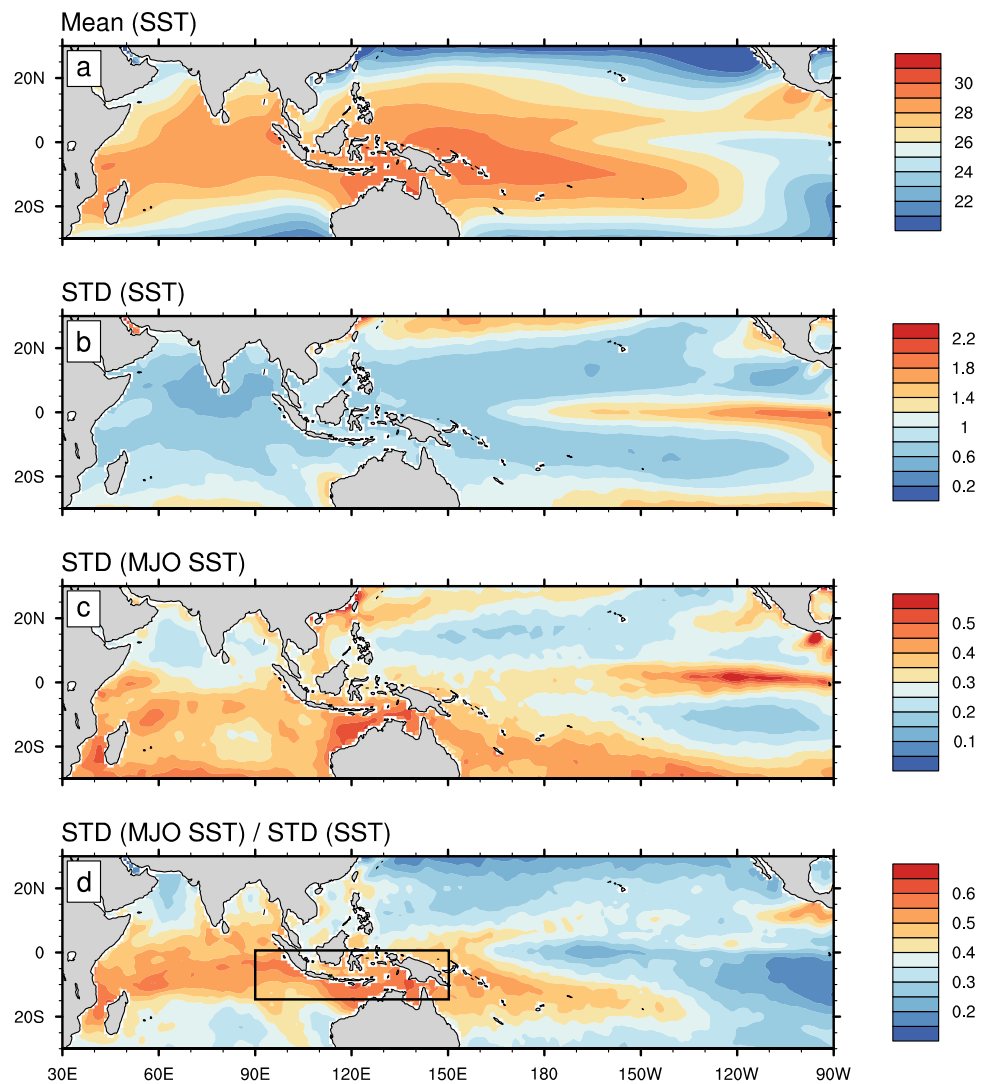 Mean (SST)
a
20N
0
20S
30
28
26
24
22
STD (SST)
b
20N
0
20S
2.2
1.8
1.4
1
0.6
0.2
STD (MJO SST)
c
20N
0
20S
0.5
0.4
0.3
0.2
0.1
STD (MJO SST) / STD (SST)
d
20N
0
20S
0.6
0.5
0.4
0.3
0.2
30E 60E 90E 120E 150E 180 150W 120W 90W